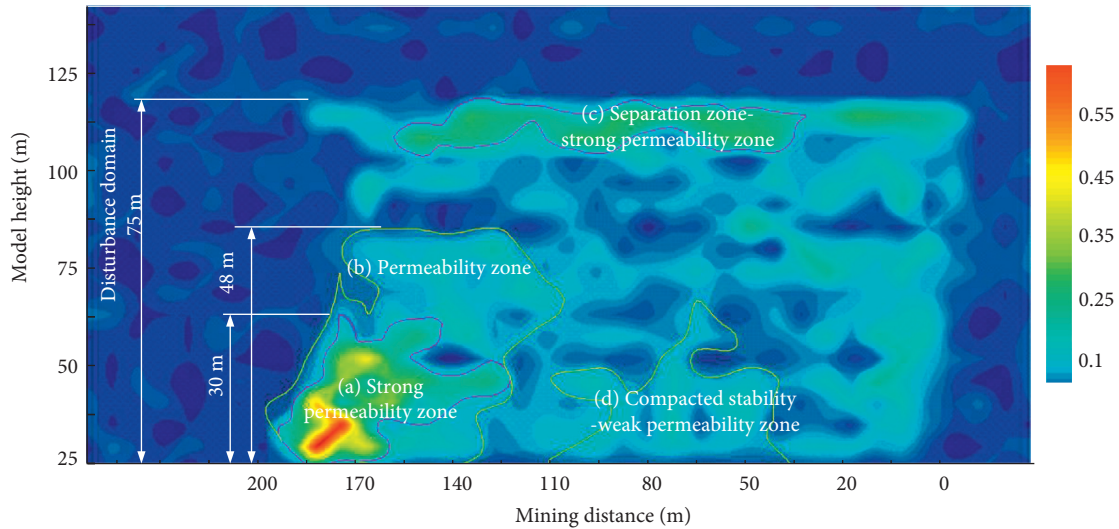 125
100
75
50
25
Model height (m)
Disturbance domain
75 m
48 m
30 m
(c) Separation zone-
strong permeability zone
(b) Permeability zone
(a) Strong
permeability zone
(d) Compacted stability
-weak permeability zone
0.55
0.45
0.35
0.25
0.1
200
170
140
110
80
50
20
0
Mining distance (m)